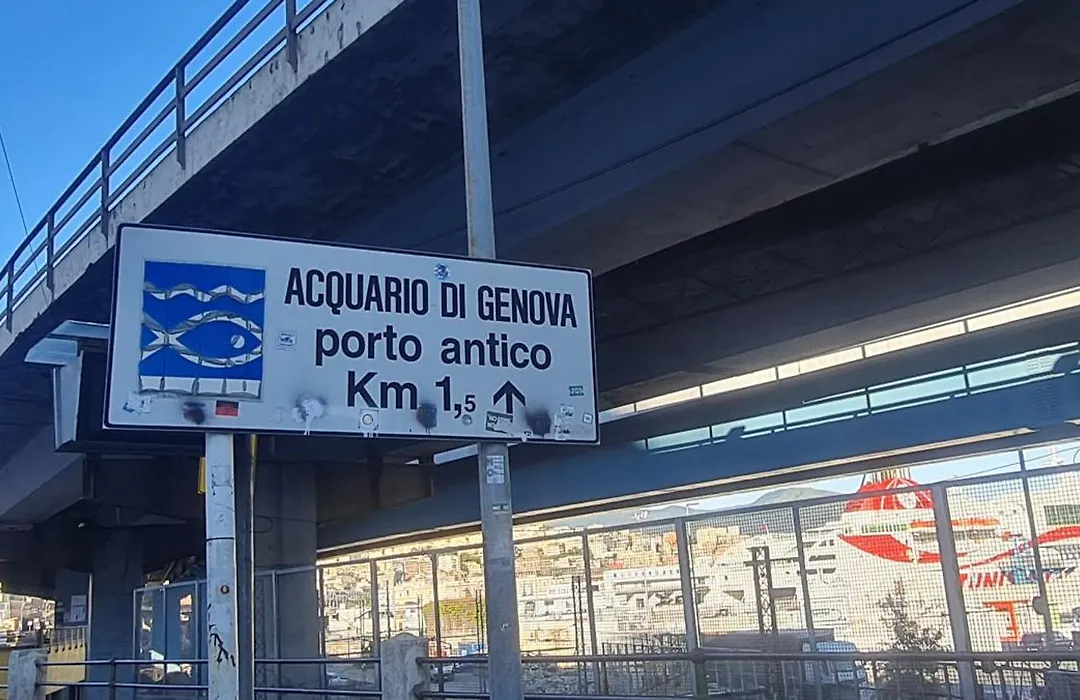 ACQUARIO DI GENOVA
porto antico
Km 1,5